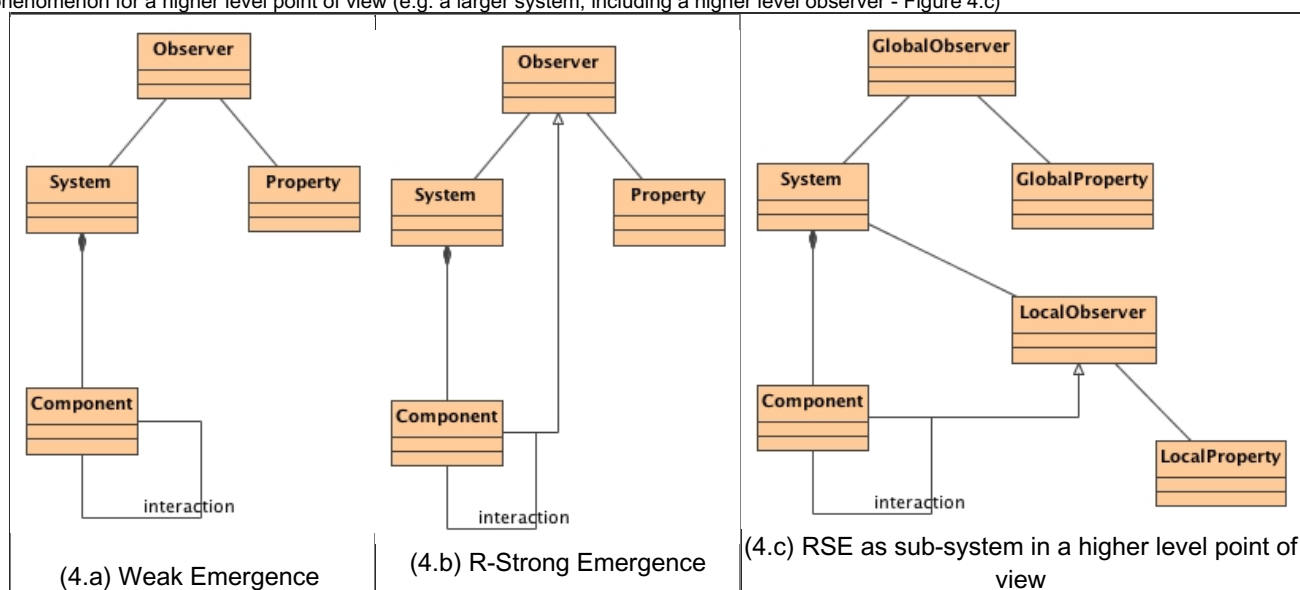 phenomenon for a higher level point of view (e.g. a larger system, including a higher level observer - Figure 4.c)
Observer
System
Property
Component
interaction
(4.a) Weak Emergence
Observer
System
Property
Component
interaction
(4.b) R-Strong Emergence
GlobalObserver
System
GlobalProperty
LocalObserver
Component
LocalProperty
interaction
(4.c) RSE as sub-system in a higher level point of
view